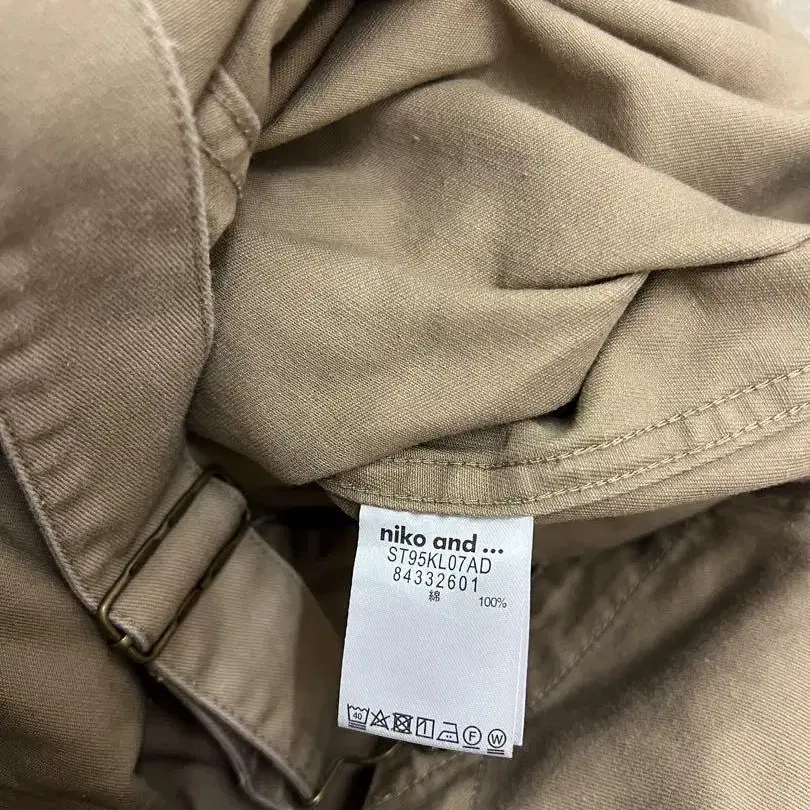 niko and ...
ST95KL07AD
84332601
綿 100%
40 F W